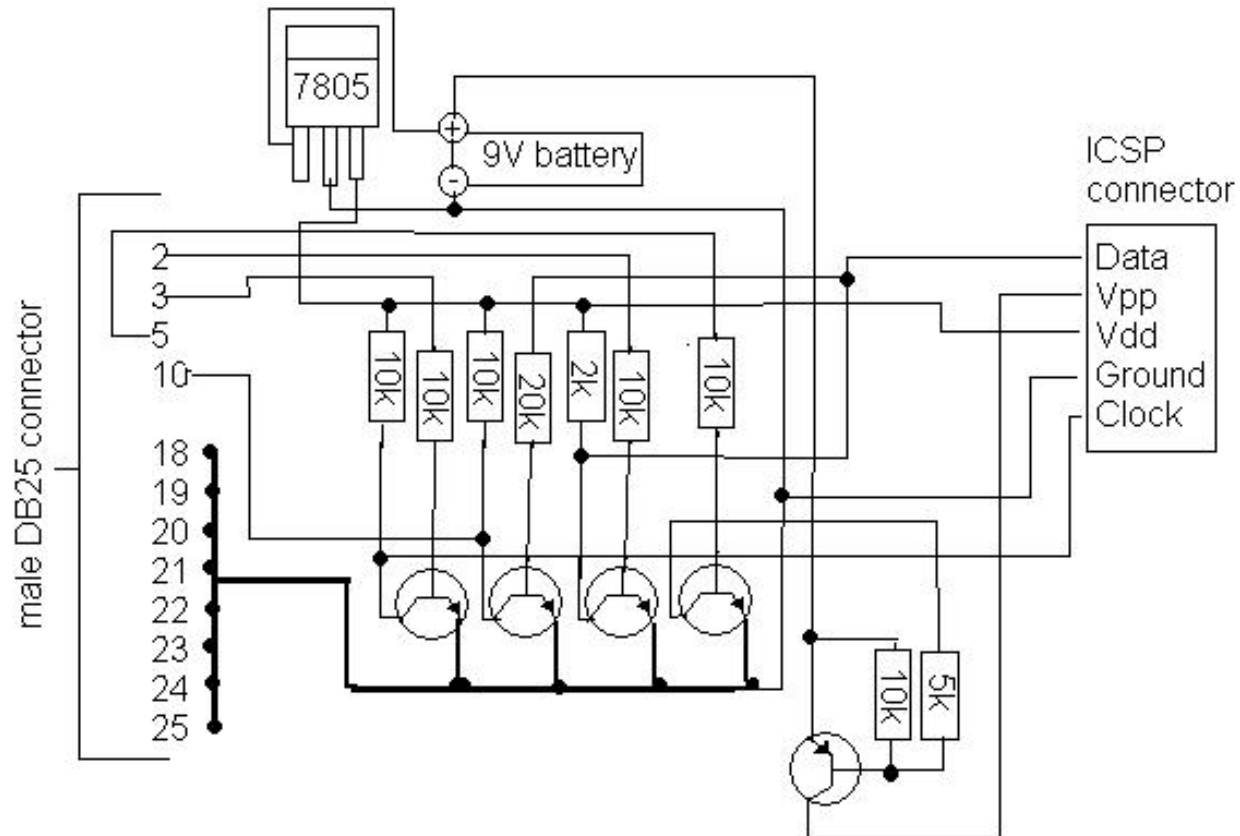 7805
+
9V battery
-
ICSP
connector
Data
Vpp
Vdd
Ground
Clock
male DB25 connector
2
3
5
10
18
19
20
21
22
23
24
25
10k
10k
10k
20k
2k
10k
10k
10k
5k